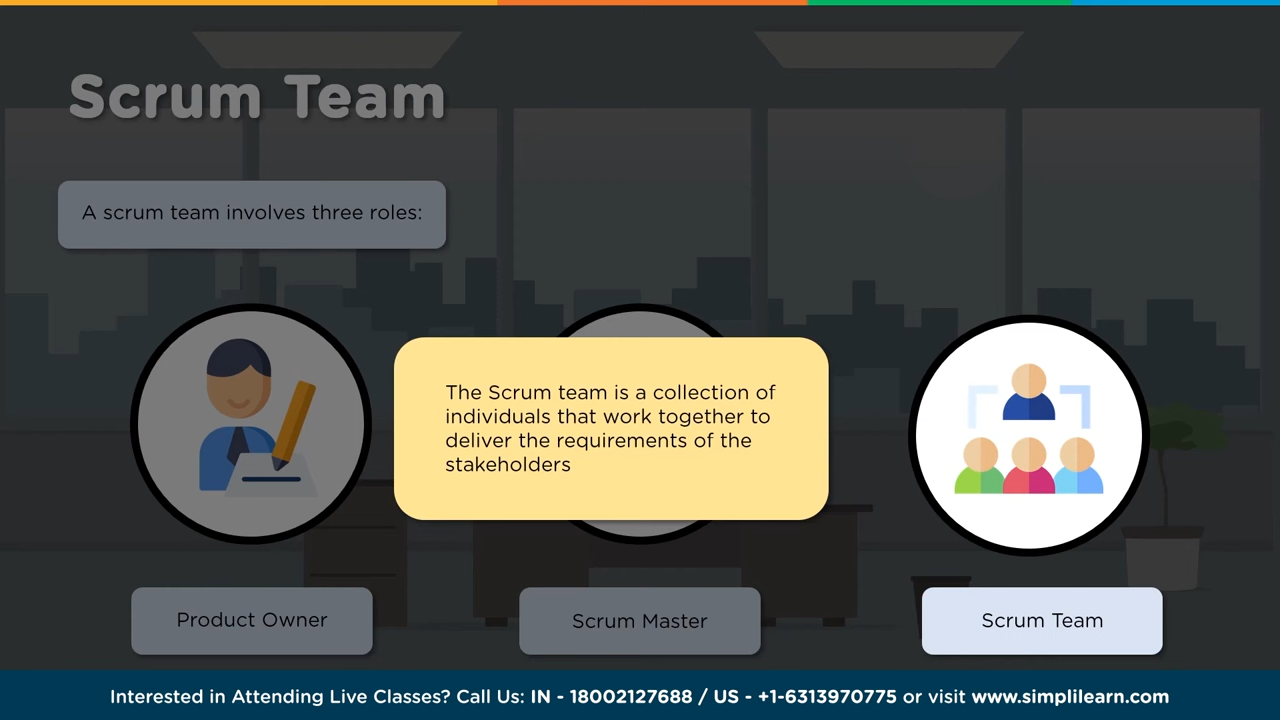 Scrum Team
A scrum team involves three roles:
The Scrum team is a collection of
individuals that work together to
deliver the requirements of the
stakeholders
Product Owner
Scrum Master
Scrum Team
Interested in Attending Live Classes? Call Us: IN - 18002127688 / US - +1-6313970775 or visit www.simplilearn.com